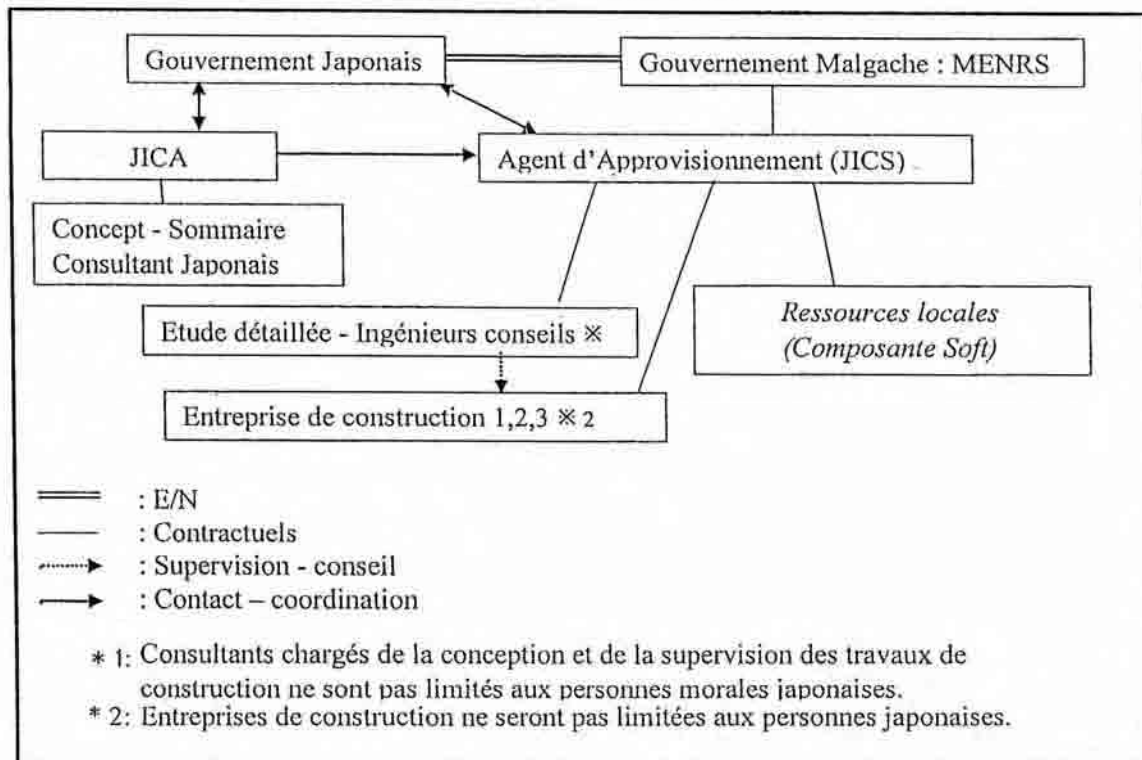 Gouvernement Japonais
Gouvernement Malgache : MENRS
JICA
Agent d'Approvisionnement (JICS)
Concept - Sommaire
Consultant Japonais
Etude détaillée - Ingénieurs conseils ※
Ressources locales
(Composante Soft)
Entreprise de construction 1,2,3 ※ 2
: E/N
: Contractuels
: Supervision - conseil
: Contact – coordination
* 1: Consultants chargés de la conception et de la supervision des travaux de
construction ne sont pas limités aux personnes morales japonaises.
* 2: Entreprises de construction ne seront pas limitées aux personnes japonaises.